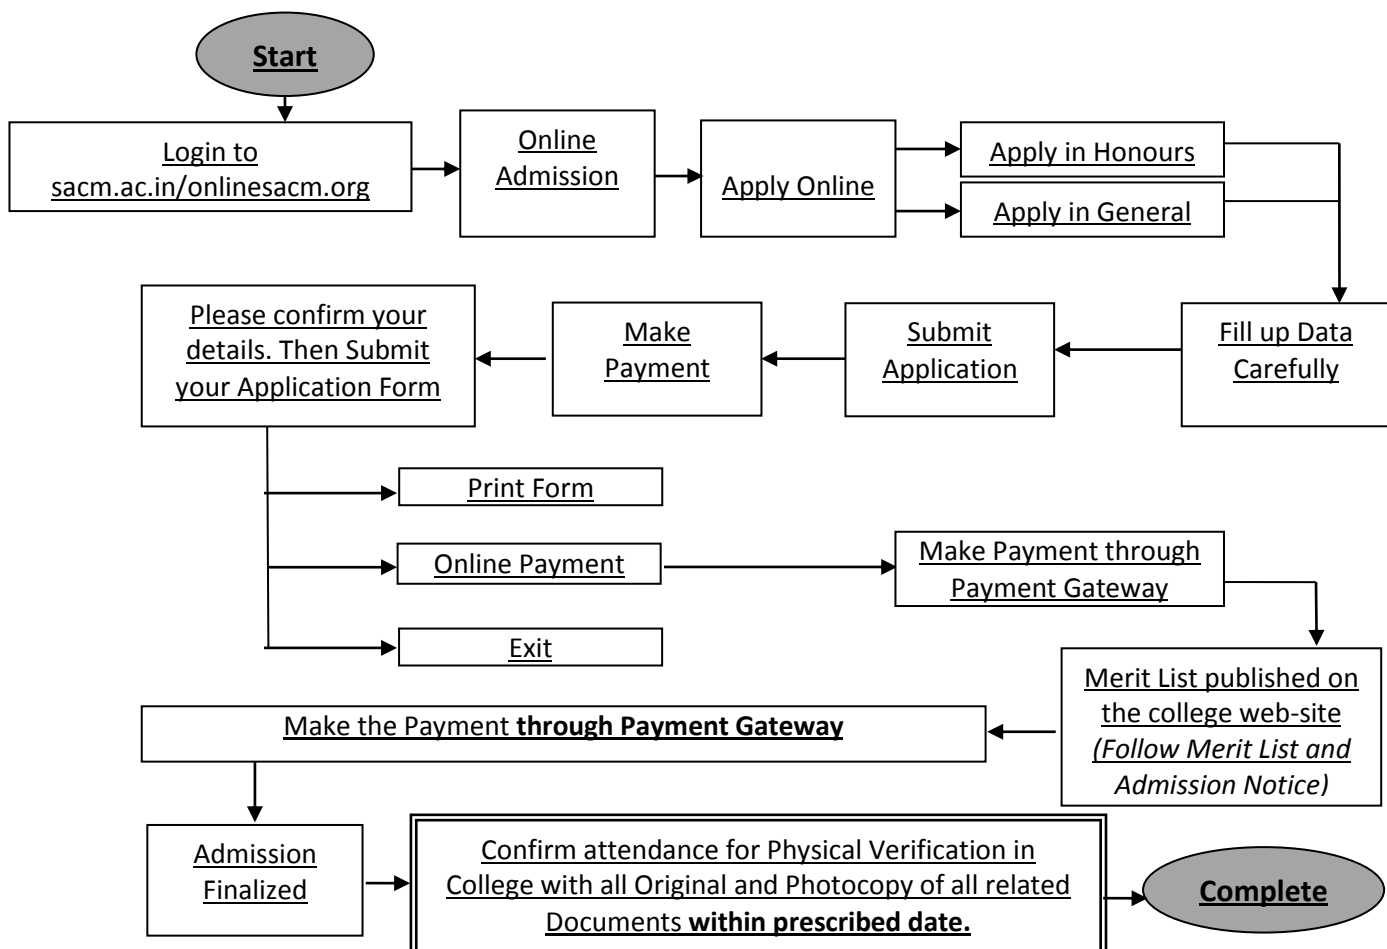 Start
Login to
sacm.ac.in/onlinesacm.org
Online
Admission
Apply Online
Apply in Honours
Apply in General
Fill up Data
Carefully
Submit
Application
Make
Payment
Please confirm your
details. Then Submit
your Application Form
Print Form
Online Payment
Exit
Make Payment through
Payment Gateway
Merit List published on
the college web-site
(Follow Merit List and
Admission Notice)
Make the Payment through Payment Gateway
Admission
Finalized
Confirm attendance for Physical Verification in
College with all Original and Photocopy of all related
Documents within prescribed date.
Complete